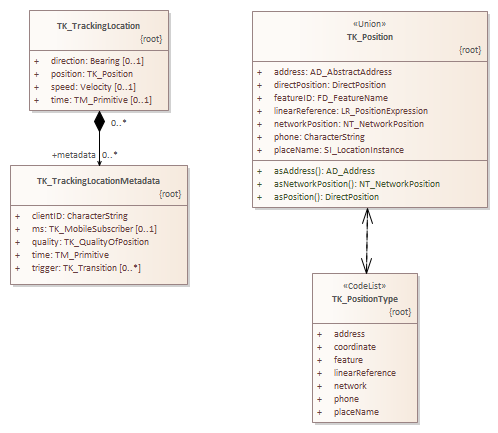 TK_TrackingLocation
{root}
+ direction: Bearing [0..1]
+ position: TK_Position
+ speed: Velocity [0..1]
+ time: TM_Primitive [0..1]
0..*
+metadata 0..*
TK_TrackingLocationMetadata
{root}
+ clientID: CharacterString
+ ms: TK_MobileSubscriber [0..1]
+ quality: TK_QualityOfPosition
+ time: TM_Primitive
+ trigger: TK_Transition [0..*]
«Union»
TK_Position
{root}
+ address: AD_AbstractAddress
+ directPosition: DirectPosition
+ featureID: FD_FeatureName
+ linearReference: LR_PositionExpression
+ networkPosition: NT_NetworkPosition
+ phone: CharacterString
+ placeName: SI_LocationInstance
+ asAddress(): AD_Address
+ asNetworkPosition(): NT_NetworkPosition
+ asPosition(): DirectPosition
«CodeList»
TK_PositionType
{root}
+ address
+ coordinate
+ feature
+ linearReference
+ network
+ phone
+ placeName